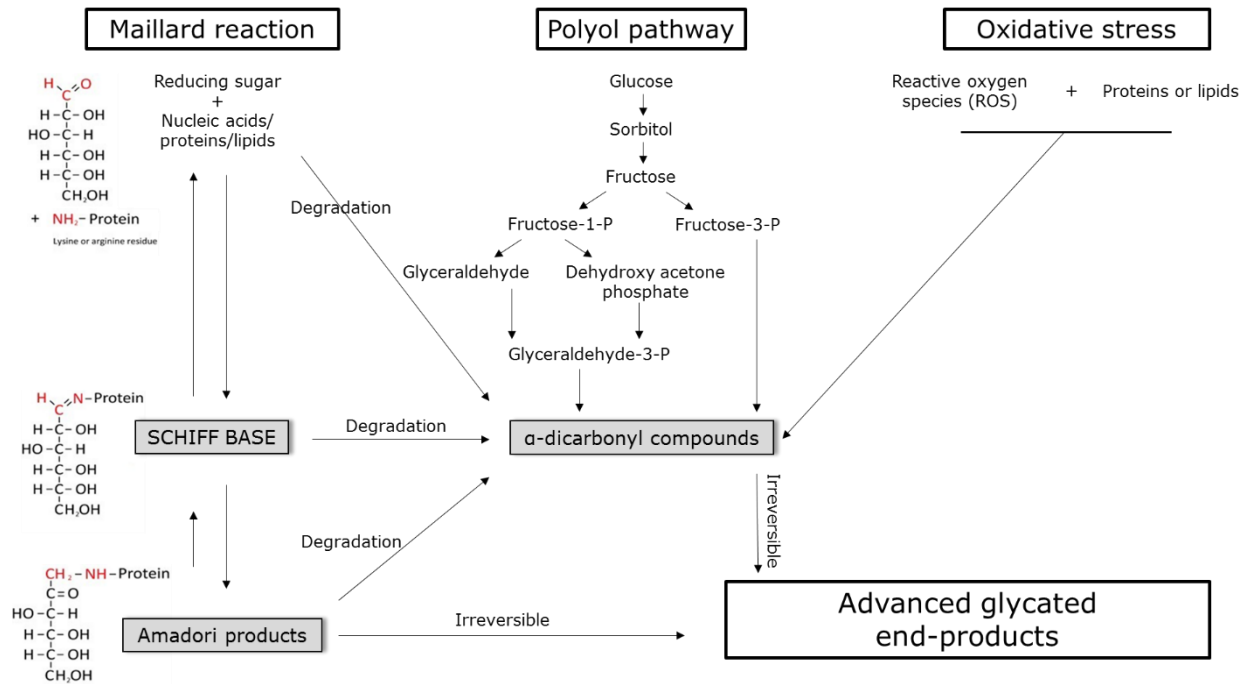 Maillard reaction
Polyol pathway
Oxidative stress
Reducing sugar
+
Nucleic acids/
proteins/lipids
H O
C
H-C-OH
HO-C-H
H-C-OH
H-C-OH
CH₂OH
+ NH₂-Protein
Lysine or arginine residue
Degradation
Glucose
Sorbitol
Fructose
Fructose-1-P
Fructose-3-P
Glyceraldehyde
Dehydroxy acetone
phosphate
Glyceraldehyde-3-P
Reactive oxygen
species (ROS)
+
Proteins or lipids
H N-Protein
C
H-C-OH
HO-C-H
H-C-OH
H-C-OH
CH₂OH
SCHIFF BASE
Degradation
α-dicarbonyl compounds
Degradation
Irreversible
CH₂-NH-Protein
C=O
HO-C-H
H-C-OH
H-C-OH
CH₂OH
Amadori products
Irreversible
Advanced glycated
end-products